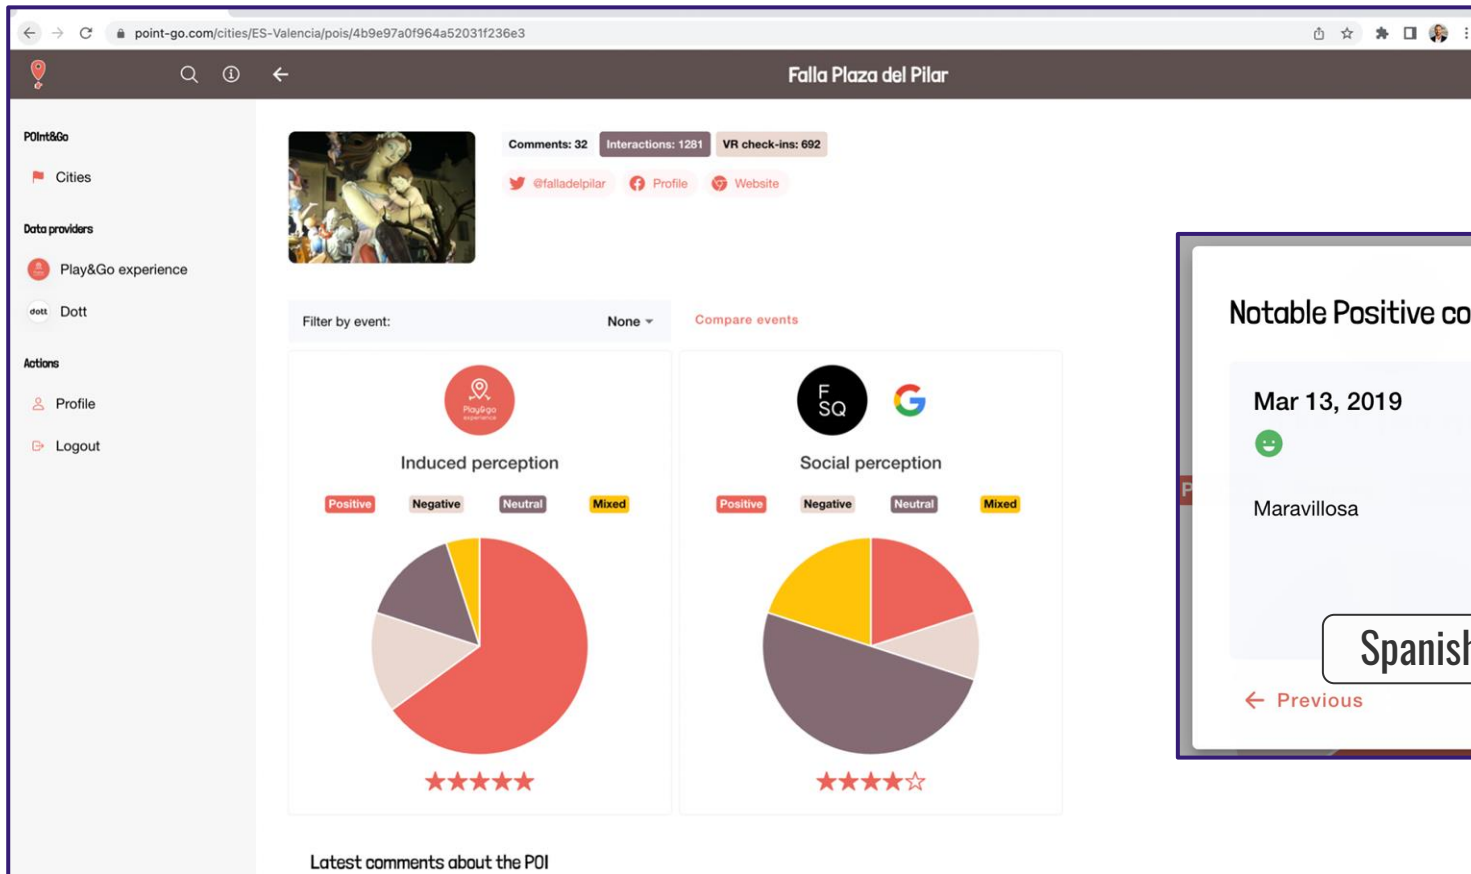 point-go.com/cities/ES-Valencia/pois/4b9e97a0f964a52031f236e3
Falla Plaza del Pilar
POInt&Go
Cities
Data providers
Play&Go experience
dott Dott
Actions
Profile
Logout
Comments: 32 Interactions: 1281 VR check-ins: 692
@falladelpilar Profile Website
Filter by event: None Compare events
Play&go
experience
Induced perception
Positive Negative Neutral Mixed
F
SQ
G
Social perception
Positive Negative Neutral Mixed
Latest comments about the POI
Notable Positive co
Mar 13, 2019
Maravillosa
Spanish
← Previous
P